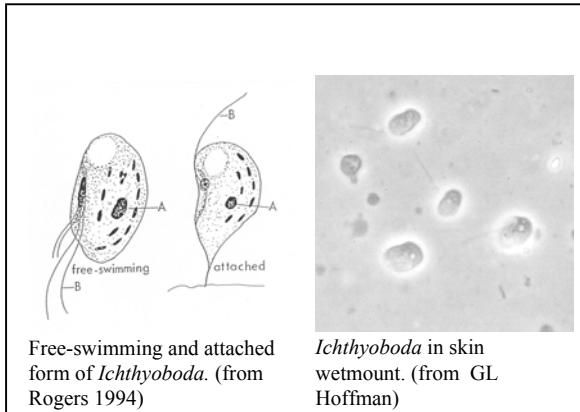 B
A
A
free-swimming
attached
B
Free-swimming and attached
form of Ichthyoboda. (from
Rogers 1994)
Ichthyoboda in skin
wetmount. (from GL
Hoffman)